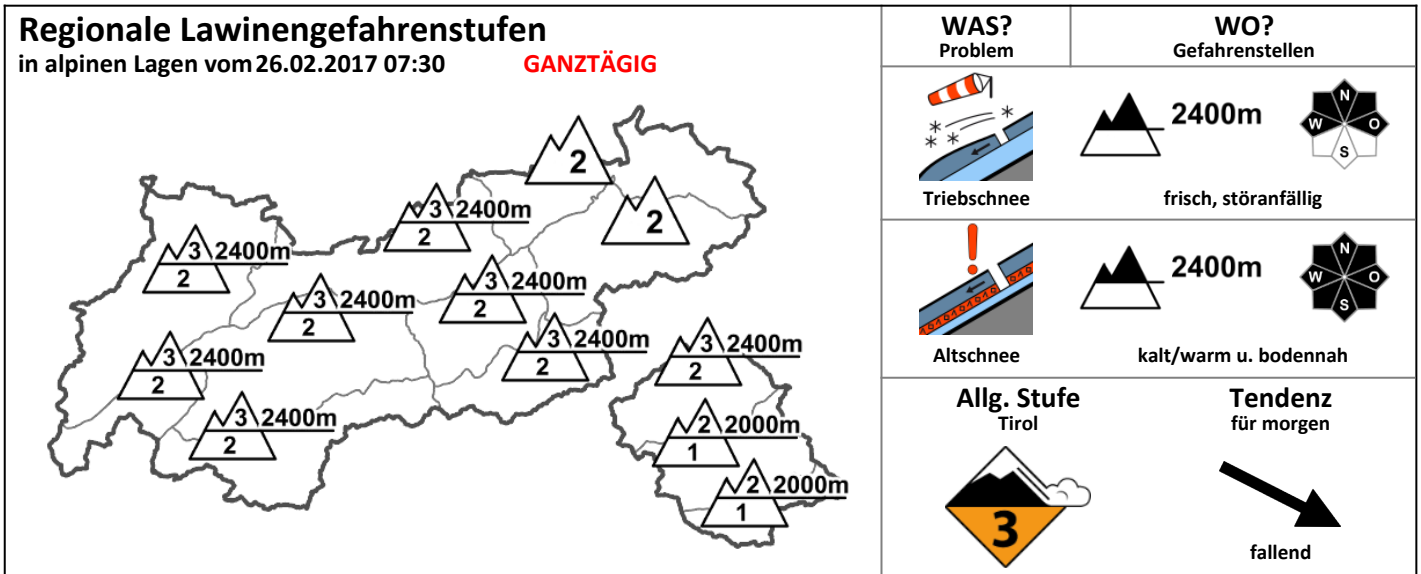 Regionale Lawinengefahrenstufen
in alpinen Lagen vom 26.02.2017 07:30 GANZTÄGIG
2
2
3 2400m
2
3 2400m
2
3 2400m
2
3 2400m
2
3 2400m
2
3 2400m
2
3 2400m
2
3 2400m
2
2 2000m
1
2 2000m
1
WAS?
Problem
WO?
Gefahrenstellen
2400m
N
W O
S
Triebschnee
frisch, störanfällig
2400m
N
W O
S
Altschnee
kalt/warm u. bodennah
Allg. Stufe
Tirol
3
Tendenz
für morgen
fallend